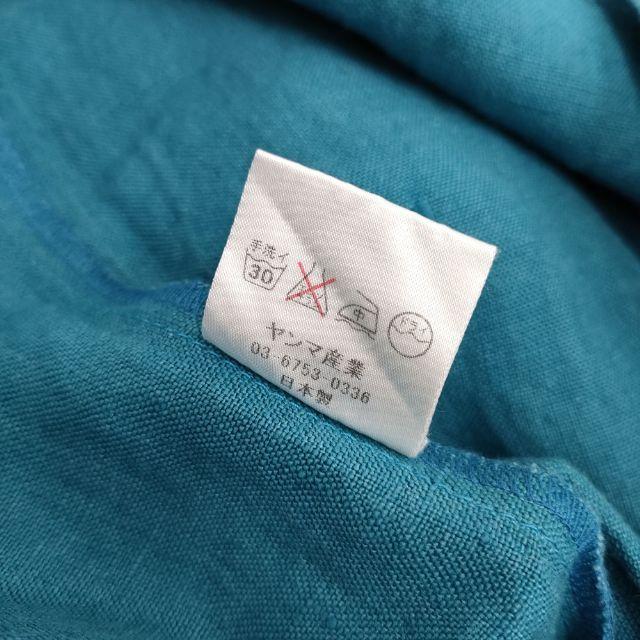 手洗イ
30 中 ドライ
ヤンマ産業
03-6753-0336
日本製